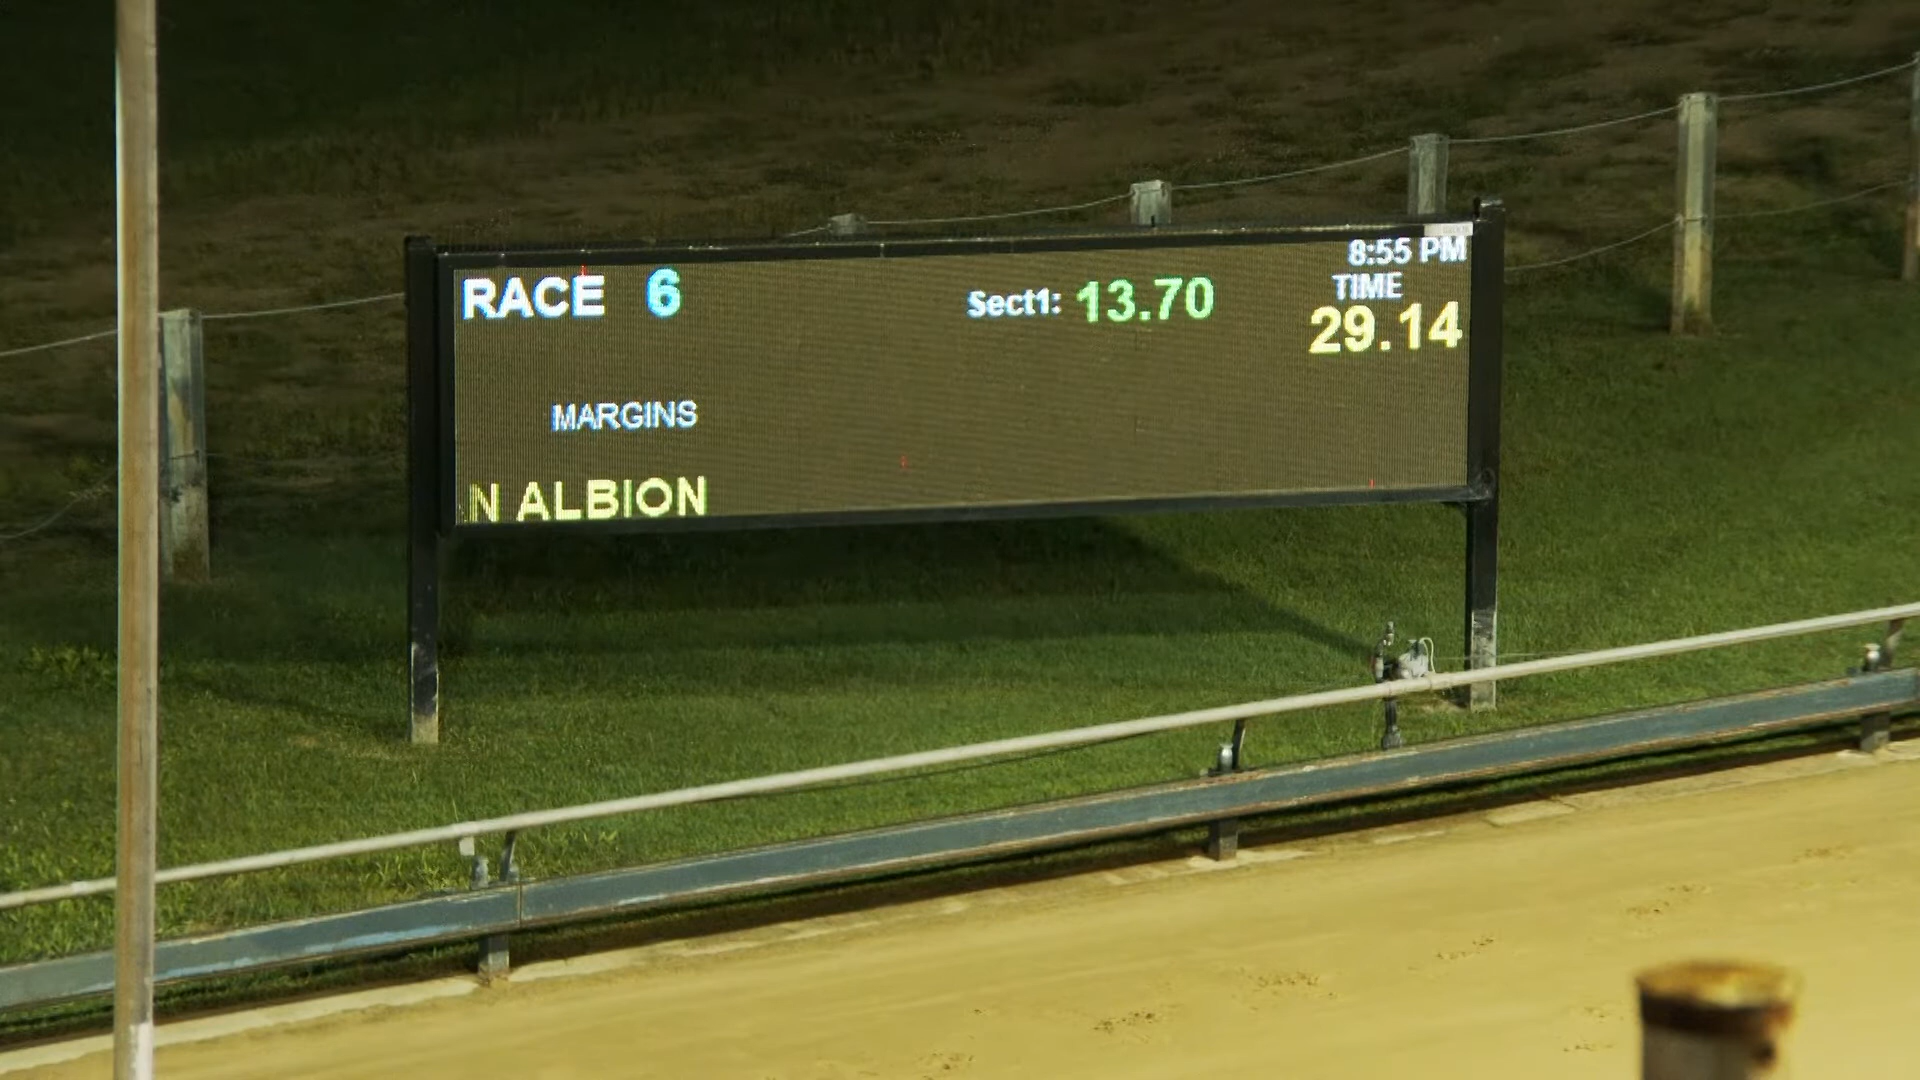 8:55 PM
RACE 6 Sect1: 13.70 TIME
29.14
MARGINS
N ALBION